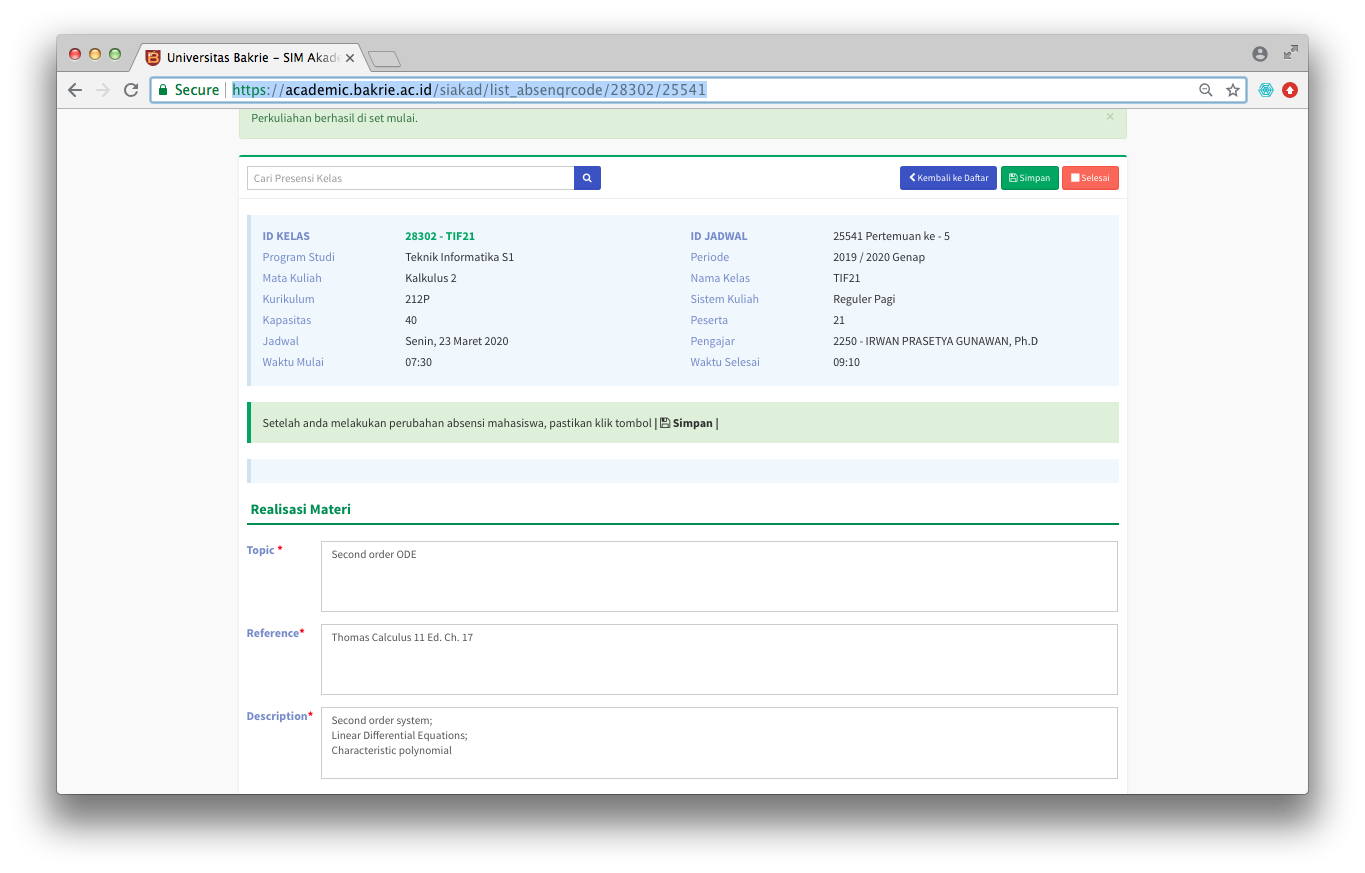 Universitas Bakrie – SIM Akade
Secure https://academic.bakrie.ac.id/siakad/list_absenqrcode/28302/25541
Perkuliahan berhasil di set mulai. ×
Cari Presensi Kelas Kembali ke Daftar Simpan Selesai
ID KELAS 28302 - TIF21 ID JADWAL 25541 Pertemuan ke - 5
Program Studi Teknik Informatika S1 Periode 2019 / 2020 Genap
Mata Kuliah Kalkulus 2 Nama Kelas TIF21
Kurikulum 212P Sistem Kuliah Reguler Pagi
Kapasitas 40 Peserta 21
Jadwal Senin, 23 Maret 2020 Pengajar 2250 - IRWAN PRASETYA GUNAWAN, Ph.D
Waktu Mulai 07:30 Waktu Selesai 09:10
Setelah anda melakukan perubahan absensi mahasiswa, pastikan klik tombol | Simpan |
Realisasi Materi
Topic * Second order ODE
Reference* Thomas Calculus 11 Ed. Ch. 17
Description* Second order system;
Linear Differential Equations;
Characteristic polynomial